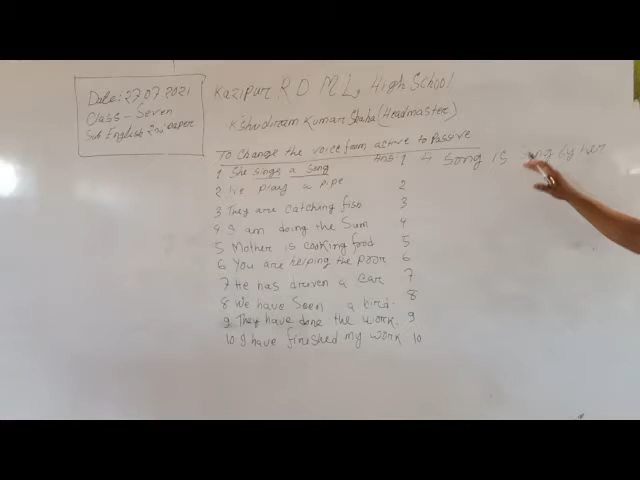 Date: 27.07.2021
Class - Seven
Sub English 2nd paper
Kazipur R D M L High School
Kshudiram Kumar Shaha (Headmaster)
To Change the voice from active to Passive
1 She sings a song Ans: 1 A song is by her
2 We play a pipe 2
3 They are catching 3
4 I am doing the Sum 4
5 Mother is cooking food 5
6 You are helping the poor 6
7 He has driven a car 7
8 We have seen a bird. 8
9 They have done the work. 9
10 I have finished my work 10